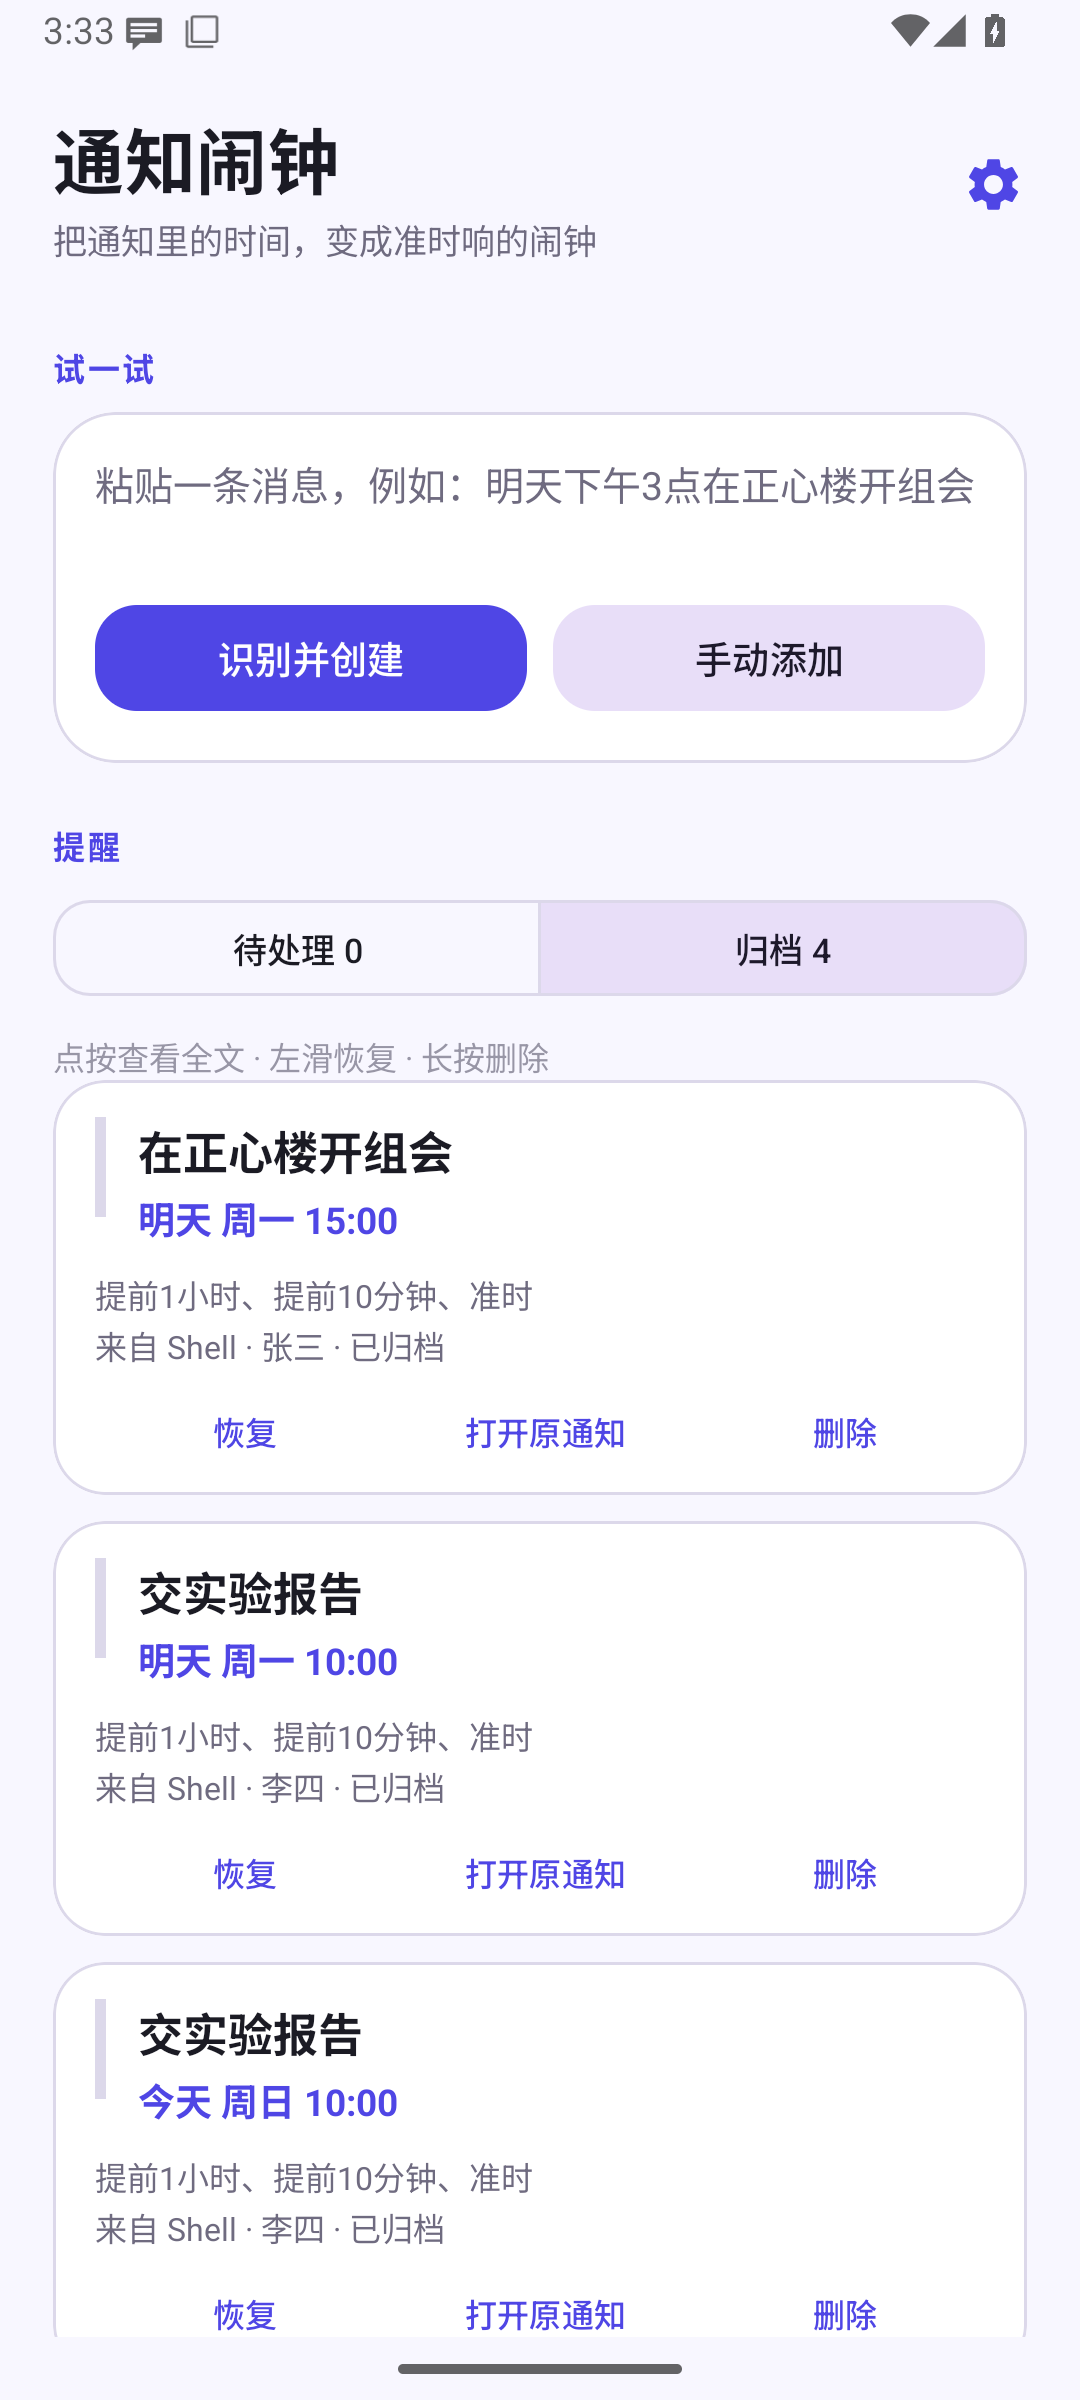 3:33
通知闹钟
把通知里的时间，变成准时响的闹钟
试一试
粘贴一条消息，例如：明天下午3点在正心楼开组会
识别并创建 手动添加
提醒
待处理 0 归档 4
点按查看全文 · 左滑恢复 · 长按删除
在正心楼开组会
明天 周一 15:00
提前1小时、提前10分钟、准时
来自 Shell · 张三 · 已归档
恢复 打开原通知 删除
交实验报告
明天 周一 10:00
提前1小时、提前10分钟、准时
来自 Shell · 李四 · 已归档
恢复 打开原通知 删除
交实验报告
今天 周日 10:00
提前1小时、提前10分钟、准时
来自 Shell · 李四 · 已归档
恢复 打开原通知 删除